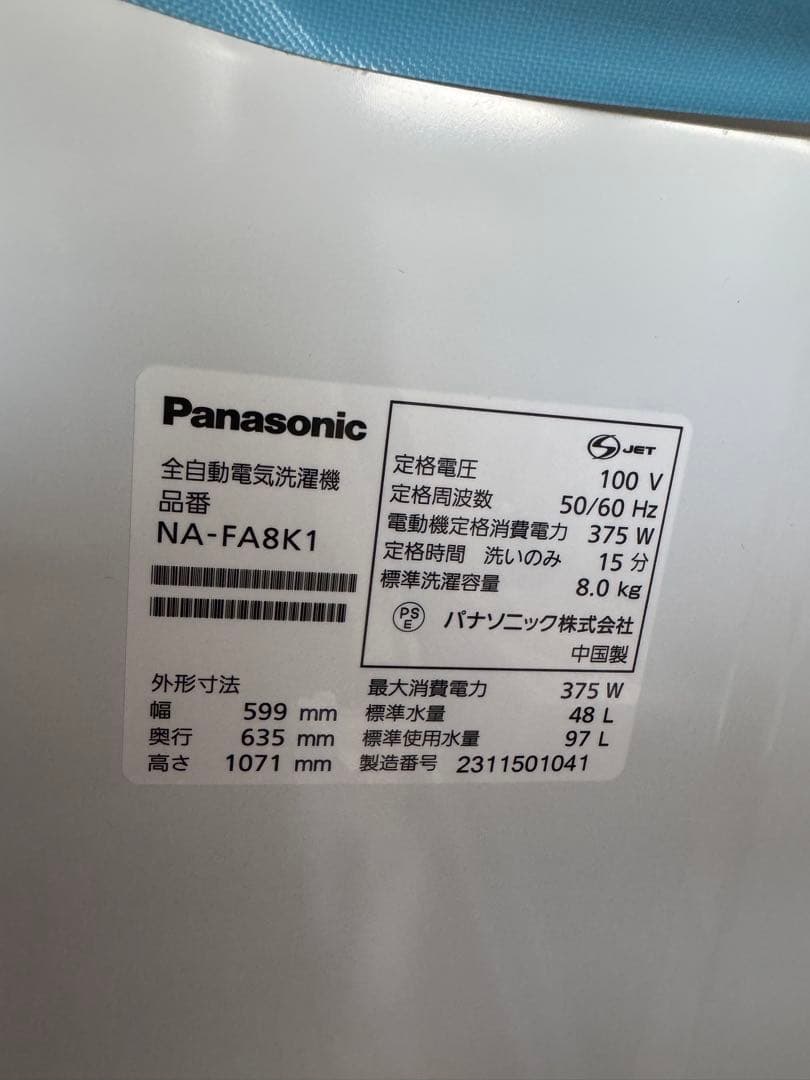 Panasonic
全自動電気洗濯機
品番
NA-FA8K1
S JET
定格電圧 100 V
定格周波数 50/60 Hz
電動機定格消費電力 375 W
定格時間 洗いのみ 15 分
標準洗濯容量 8.0 kg
PS E パナソニック株式会社
中国製
外形寸法
幅 599 mm
奥行 635 mm
高さ 1071 mm
最大消費電力 375 W
標準水量 48 L
標準使用水量 97 L
製造番号 2311501041